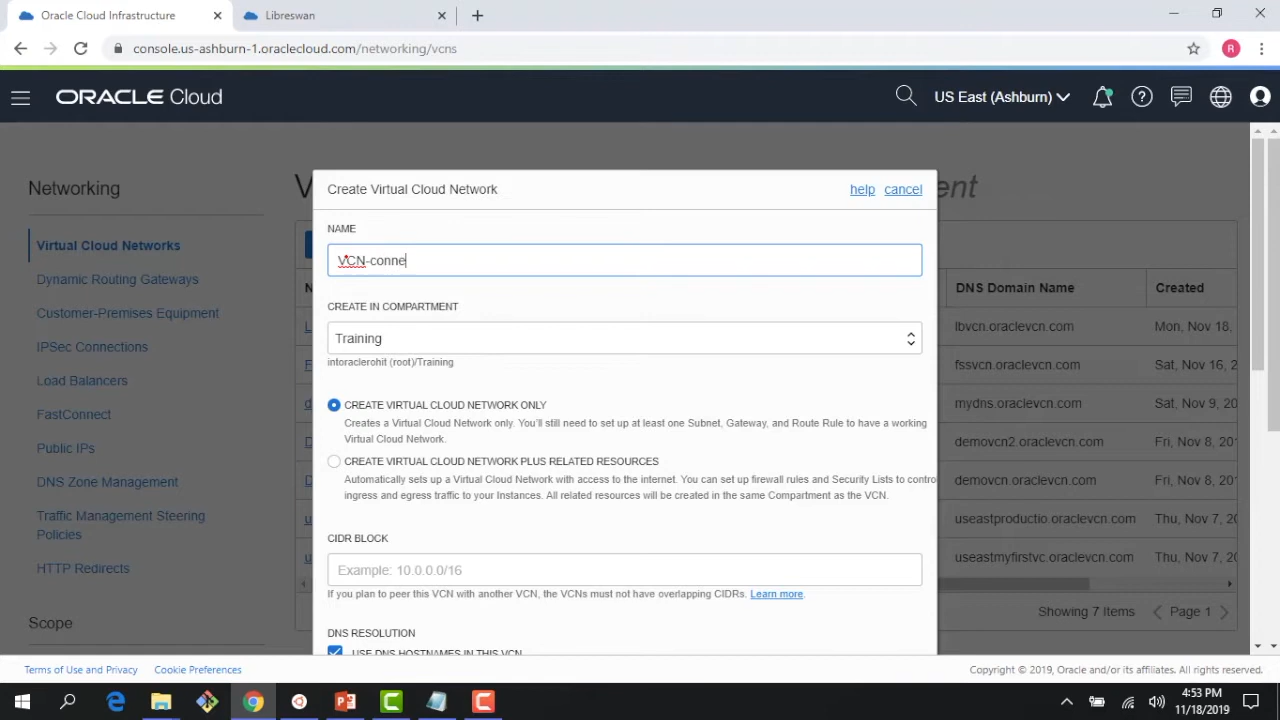 Oracle Cloud Infrastructure
Libreswan
console.us-ashburn-1.oraclecloud.com/networking/vcns
R
ORACLE Cloud
US East (Ashburn)
Networking
Virtual Cloud Networks
Dynamic Routing Gateways
Customer-Premises Equipment
IPSec Connections
Load Balancers
FastConnect
Public IPs
DNS Zone Management
Traffic Management Steering
Policies
HTTP Redirects
Scope
Create Virtual Cloud Network
help cancel
NAME
VCN-conne
CREATE IN COMPARTMENT
Training
intoraclerohit (root)/Training
CREATE VIRTUAL CLOUD NETWORK ONLY
Creates a Virtual Cloud Network only. You'll still need to set up at least one Subnet, Gateway, and Route Rule to have a working
Virtual Cloud Network.
CREATE VIRTUAL CLOUD NETWORK PLUS RELATED RESOURCES
Automatically sets up a Virtual Cloud Network with access to the internet. You can set up firewall rules and Security Lists to control
ingress and egress traffic to your Instances. All related resources will be created in the same Compartment as the VCN.
CIDR BLOCK
Example: 10.0.0.0/16
If you plan to peer this VCN with another VCN, the VCNs must not have overlapping CIDRs. Learn more.
DNS RESOLUTION
USE DNS HOSTNAMES IN THIS VCN
DNS Domain Name Created
lbvcn.oraclevcn.com Mon, Nov 18,
fssvcn.oraclevcn.com Sat, Nov 16, 2
mydns.oraclevcn.com Sat, Nov 9, 20
demovcn2.oraclevcn.com Fri, Nov 8, 20
demovcn.oraclevcn.com Fri, Nov 8, 20
useastproductio.oraclevcn.com Thu, Nov 7, 20
useastmyfirstvc.oraclevcn.com Thu, Nov 7, 20
Showing 7 Items Page 1
Terms of Use and Privacy Cookie Preferences
Copyright © 2019, Oracle and/or its affiliates. All rights reserved.
4:53 PM
11/18/2019